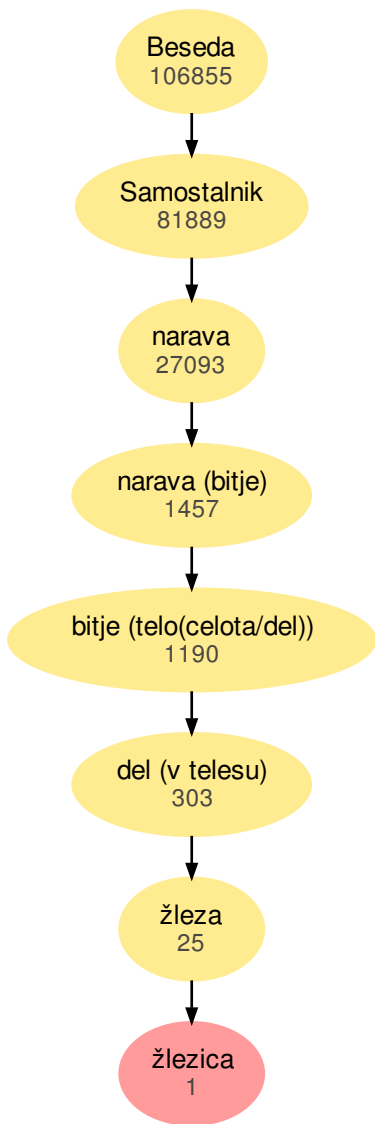 Beseda
106855
Samostalnik
81889
narava
27093
narava (bitje)
1457
bitje (telo(celota/del))
1190
del (v telesu)
303
žleza
25
žlezica
1